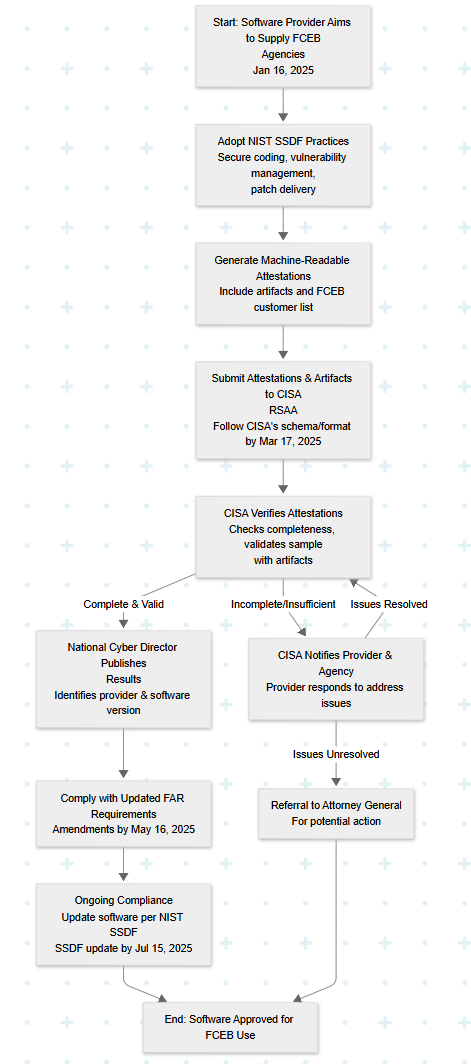 Start: Software Provider Aims
to Supply FCEB
Agencies
Jan 16, 2025
Adopt NIST SSDF Practices
Secure coding, vulnerability
management,
patch delivery
Generate Machine-Readable
Attestations
Include artifacts and FCEB
customer list
Submit Attestations & Artifacts
to CISA
RSAA
Follow CISA's schema/format
by Mar 17, 2025
CISA Verifies Attestations
Checks completeness,
validates sample
with artifacts
Complete & Valid
Incomplete/Insufficient
Issues Resolved
National Cyber Director
Publishes
Results
Identifies provider & software
version
CISA Notifies Provider &
Agency
Provider responds to address
issues
Issues Unresolved
Comply with Updated FAR
Requirements
Amendments by May 16, 2025
Referral to Attorney General
For potential action
Ongoing Compliance
Update software per NIST
SSDF
SSDF update by Jul 15, 2025
End: Software Approved for
FCEB Use